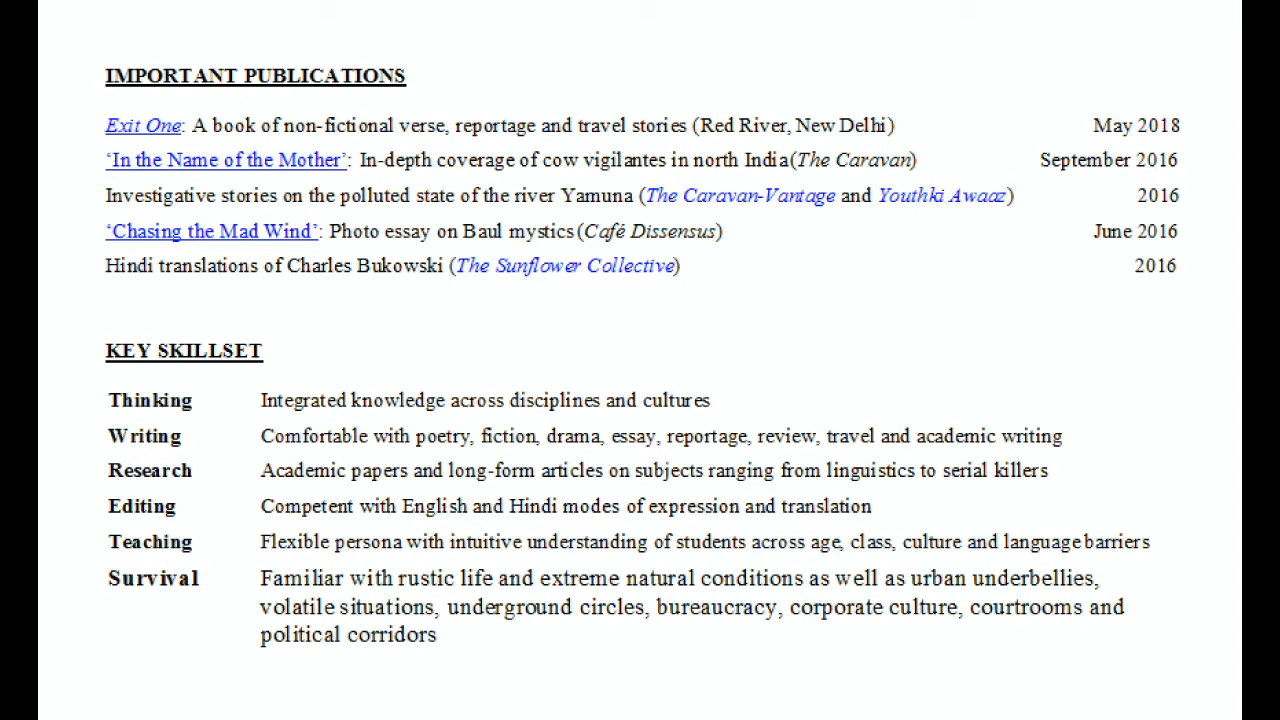 IMPORTANT PUBLICATIONS
Exit One: A book of non-fictional verse, reportage and travel stories (Red River, New Delhi) May 2018
‘In the Name of the Mother’: In-depth coverage of cow vigilantes in north India(The Caravan) September 2016
Investigative stories on the polluted state of the river Yamuna (The Caravan-Vantage and Youthki Awaaz) 2016
‘Chasing the Mad Wind’: Photo essay on Baul mystics (Café Dissensus) June 2016
Hindi translations of Charles Bukowski (The Sunflower Collective) 2016
KEY SKILLSET
Thinking Integrated knowledge across disciplines and cultures
Writing Comfortable with poetry, fiction, drama, essay, reportage, review, travel and academic writing
Research Academic papers and long-form articles on subjects ranging from linguistics to serial killers
Editing Competent with English and Hindi modes of expression and translation
Teaching Flexible persona with intuitive understanding of students across age, class, culture and language barriers
Survival Familiar with rustic life and extreme natural conditions as well as urban underbellies,
volatile situations, underground circles, bureaucracy, corporate culture, courtrooms and
political corridors